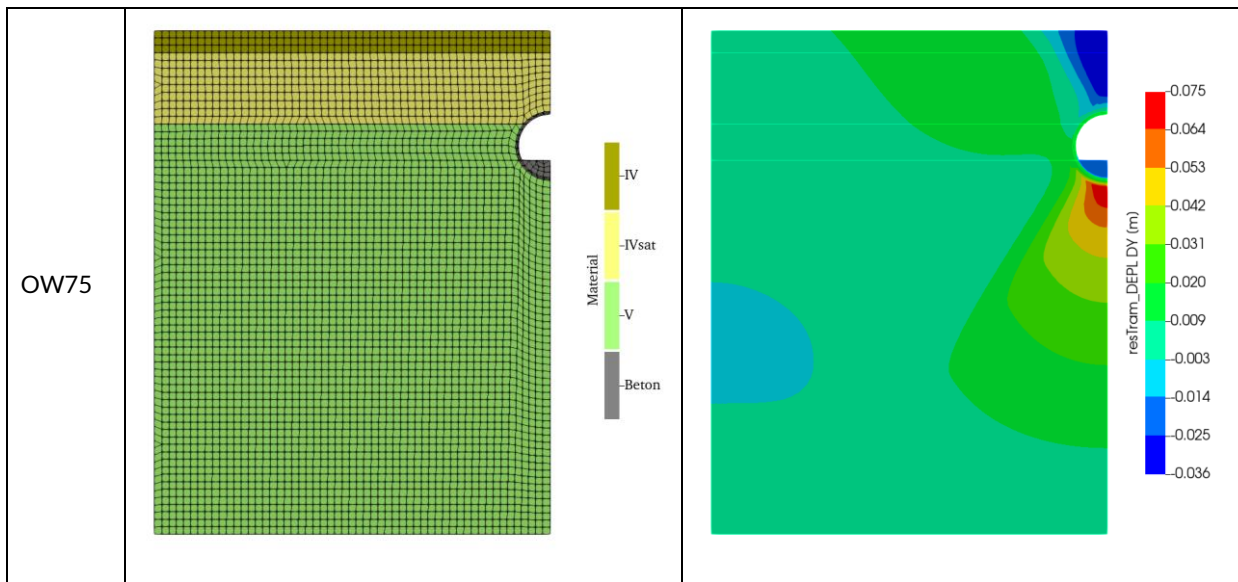 OW75
Material
IV
IVsat
V
Beton
resTram_DEPL DY (m)
0.075
0.064
0.053
0.042
0.031
0.020
0.009
-0.003
-0.014
-0.025
-0.036